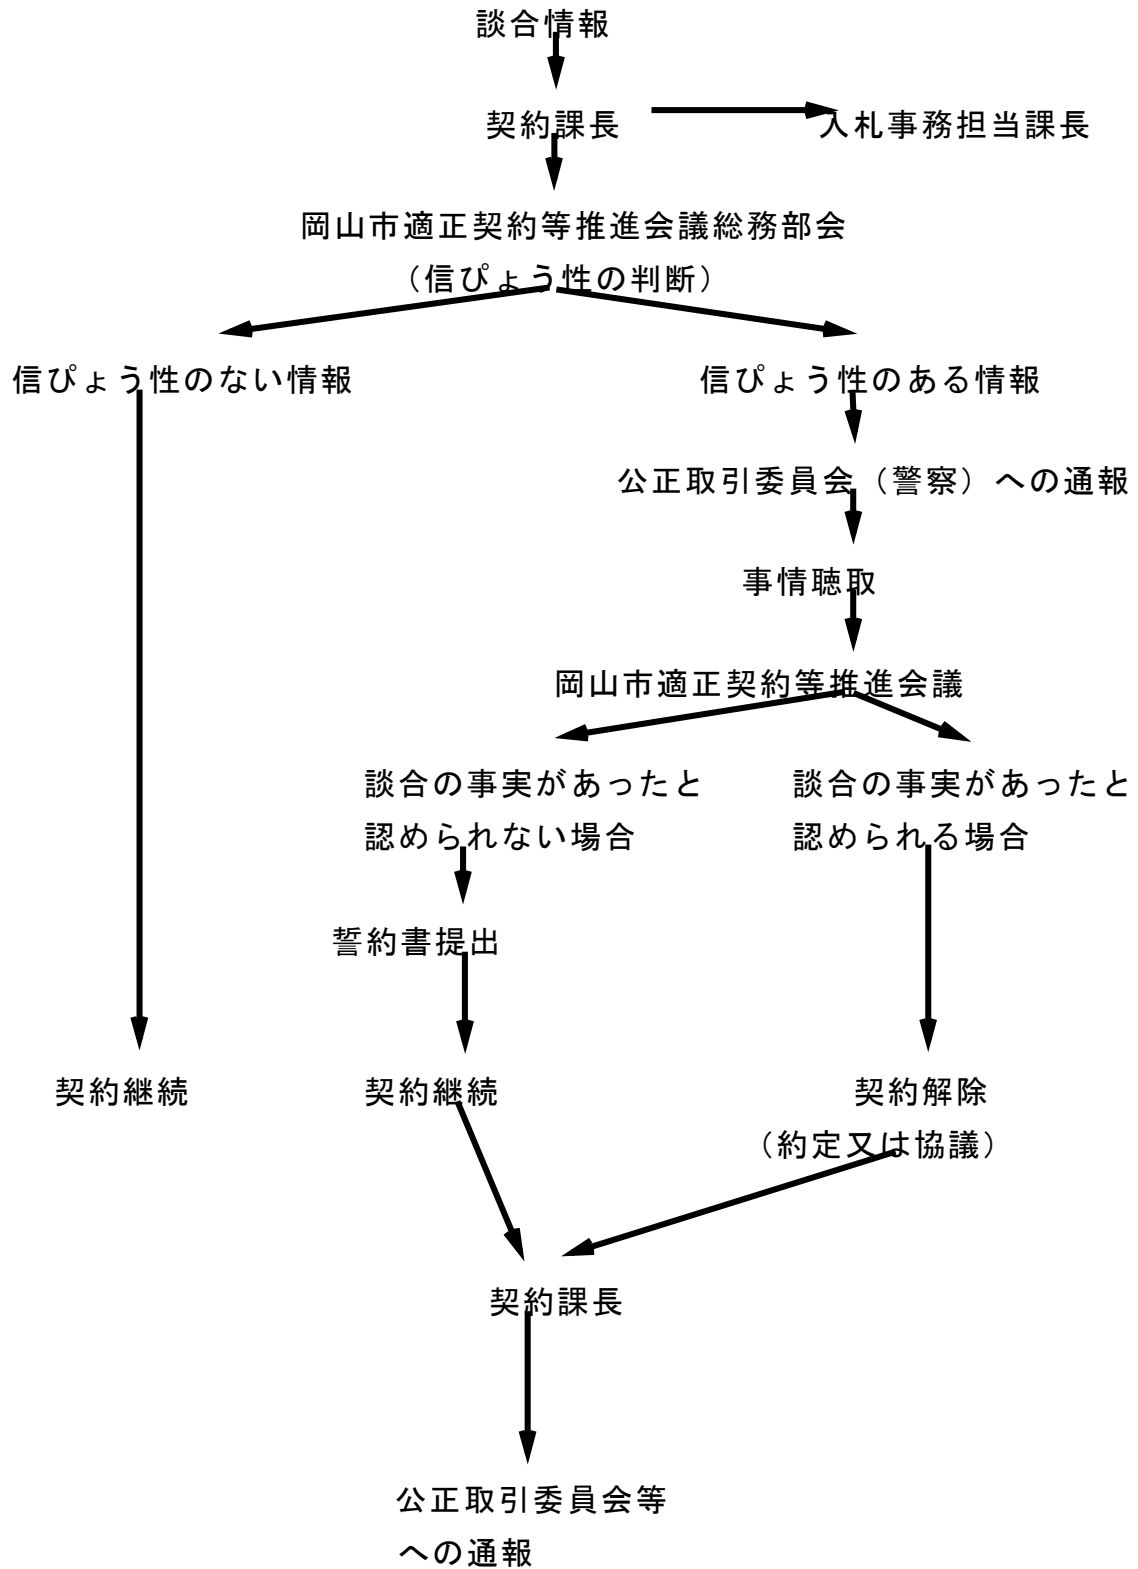 談合情報
契約課長
入札事務担当課長
岡山市適正契約等推進会議総務部会
（信ぴょう性の判断）
信ぴょう性のない情報
信ぴょう性のある情報
公正取引委員会（警察）への通報
事情聴取
岡山市適正契約等推進会議
談合の事実があったと
認められない場合
談合の事実があったと
認められる場合
誓約書提出
契約継続
契約継続
契約解除
（約定又は協議）
契約課長
公正取引委員会等
への通報